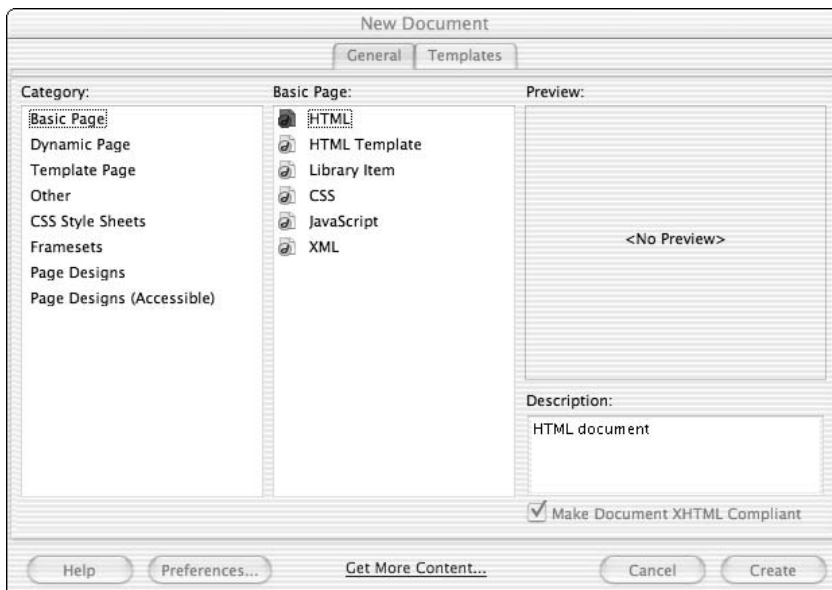 New Document
General
Templates
Category:
Basic Page
Dynamic Page
Template Page
Other
CSS Style Sheets
Framesets
Page Designs
Page Designs (Accessible)
Basic Page:
HTML
HTML Template
Library Item
CSS
JavaScript
XML
Preview:
<No Preview>
Description:
HTML document
Make Document XHTML Compliant
Help
Preferences...
Get More Content...
Cancel
Create